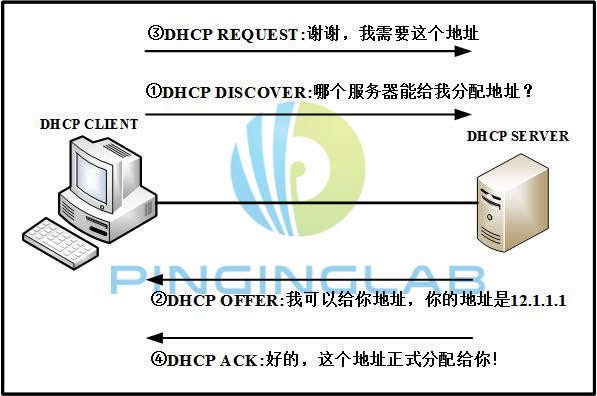 ③DHCP REQUEST:谢谢，我需要这个地址
①DHCP DISCOVER:哪个服务器能给我分配地址？
DHCP CLIENT
DHCP SERVER
PINGINGLAB
②DHCP OFFER:我可以给你地址，你的地址是12.1.1.1
④DHCP ACK:好的，这个地址正式分配给你！